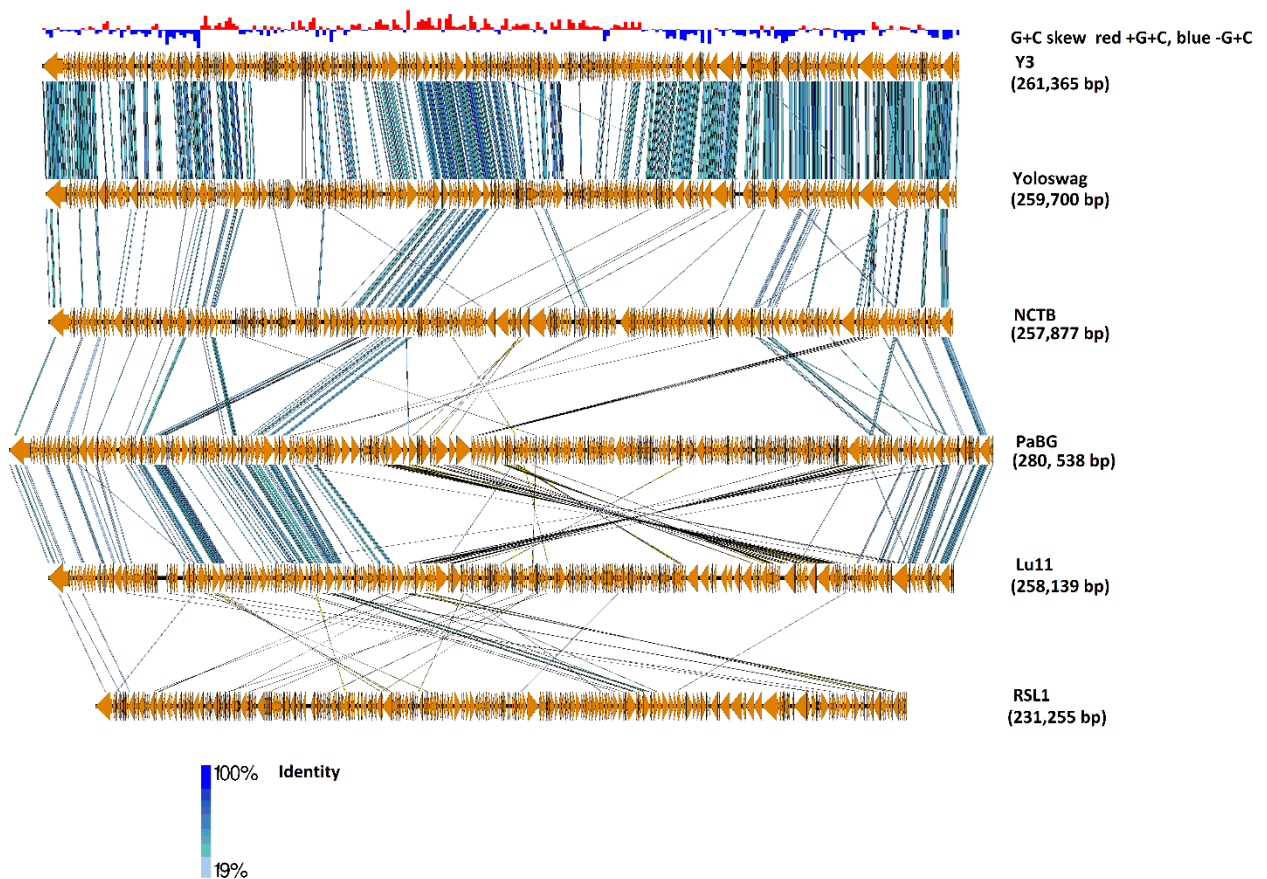 G+C skew red +G+C, blue -G+C
Y3
(261,365 bp)
Yoloswag
(259,700 bp)
NCTB
(257,877 bp)
PaBG
(280, 538 bp)
Lu11
(258,139 bp)
RSL1
(231,255 bp)
100% Identity
19%